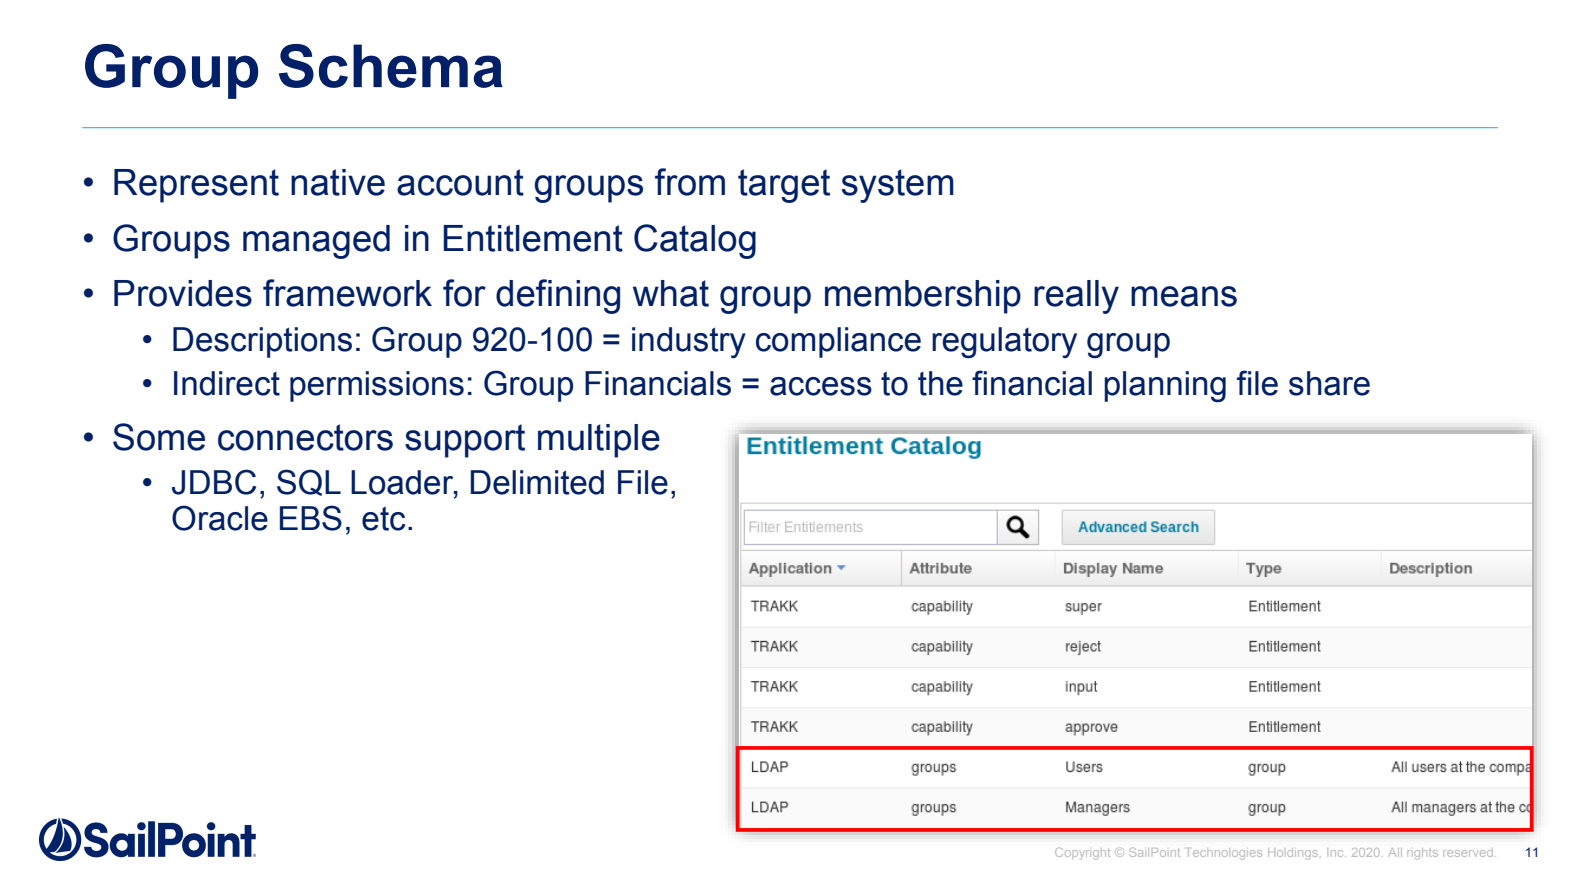 Group Schema
• Represent native account groups from target system
• Groups managed in Entitlement Catalog
• Provides framework for defining what group membership really means
• Descriptions: Group 920-100 = industry compliance regulatory group
• Indirect permissions: Group Financials = access to the financial planning file share
• Some connectors support multiple
• JDBC, SQL Loader, Delimited File,
Oracle EBS, etc.
Entitlement Catalog
Filter Entitlements Advanced Search
Application Attribute Display Name Type Description
TRAKK capability super Entitlement
TRAKK capability reject Entitlement
TRAKK capability input Entitlement
TRAKK capability approve Entitlement
LDAP groups Users group All users at the compa
LDAP groups Managers group All managers at the co
SailPoint
Copyright © SailPoint Technologies Holdings, Inc. 2020. All rights reserved. 11